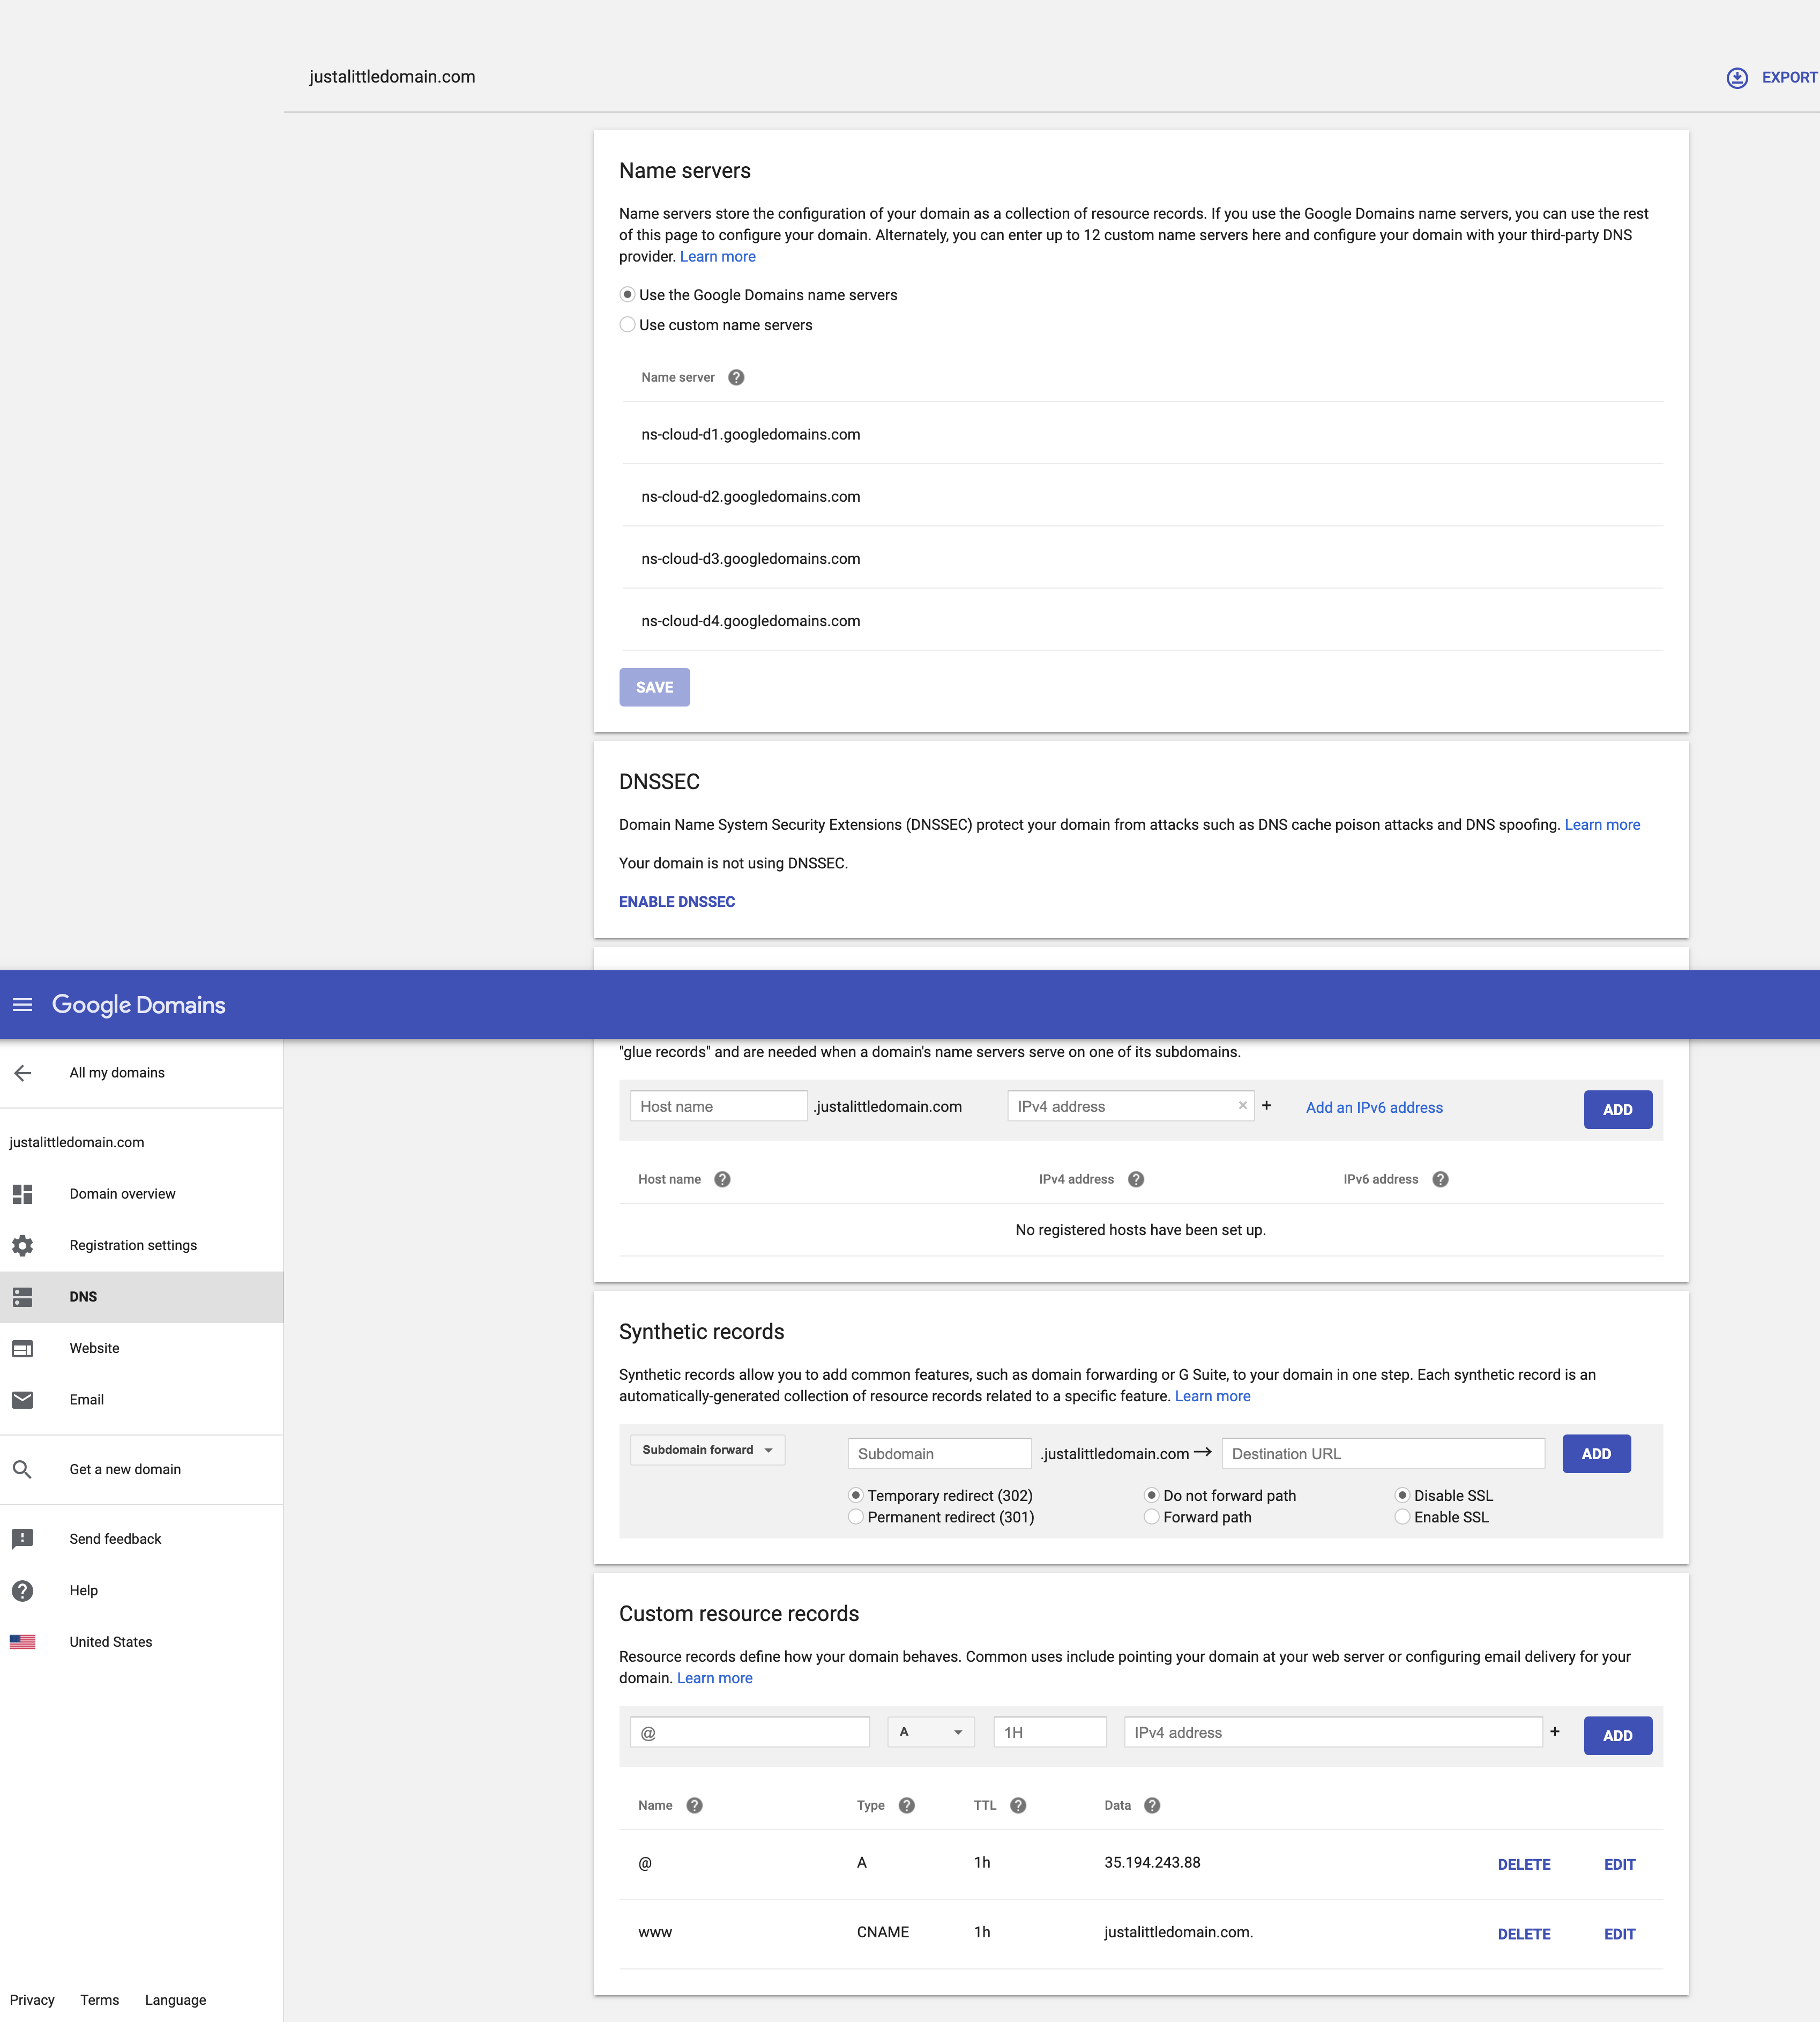 justalittledomain.com
EXPORT
Name servers
Name servers store the configuration of your domain as a collection of resource records. If you use the Google Domains name servers, you can use the rest
of this page to configure your domain. Alternately, you can enter up to 12 custom name servers here and configure your domain with your third-party DNS
provider. Learn more
Use the Google Domains name servers
Use custom name servers
Name server
ns-cloud-d1.googledomains.com
ns-cloud-d2.googledomains.com
ns-cloud-d3.googledomains.com
ns-cloud-d4.googledomains.com
SAVE
DNSSEC
Domain Name System Security Extensions (DNSSEC) protect your domain from attacks such as DNS cache poison attacks and DNS spoofing. Learn more
Your domain is not using DNSSEC.
ENABLE DNSSEC
Google Domains
All my domains
justalittledomain.com
Domain overview
Registration settings
DNS
Website
Email
Get a new domain
Send feedback
Help
United States
Privacy Terms Language
"glue records" and are needed when a domain's name servers serve on one of its subdomains.
Host name .justalittledomain.com IPv4 address × + Add an IPv6 address ADD
Host name ? IPv4 address ? IPv6 address ?
No registered hosts have been set up.
Synthetic records
Synthetic records allow you to add common features, such as domain forwarding or G Suite, to your domain in one step. Each synthetic record is an
automatically-generated collection of resource records related to a specific feature. Learn more
Subdomain forward Subdomain .justalittledomain.com → Destination URL ADD
Temporary redirect (302) Do not forward path Disable SSL
Permanent redirect (301) Forward path Enable SSL
Custom resource records
Resource records define how your domain behaves. Common uses include pointing your domain at your web server or configuring email delivery for your
domain. Learn more
@ A 1H IPv4 address + ADD
Name ? Type ? TTL ? Data ?
@ A 1h 35.194.243.88 DELETE EDIT
www CNAME 1h justalittledomain.com. DELETE EDIT